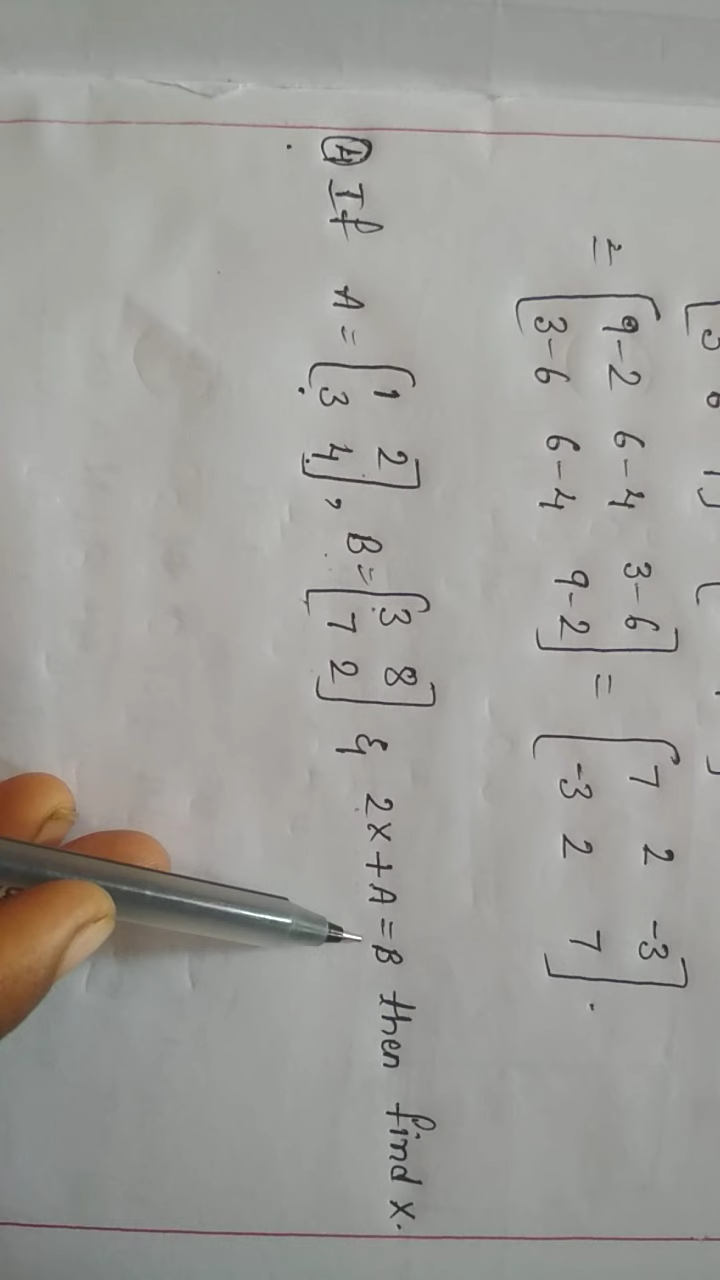 = [9-2 6-4 3-6
3-6 6-4 9-2] = [7 2 -3
-3 2 7].
④ If A = [1 2
3 4], B = [3 8
7 2] & 2x+A=B then find x.